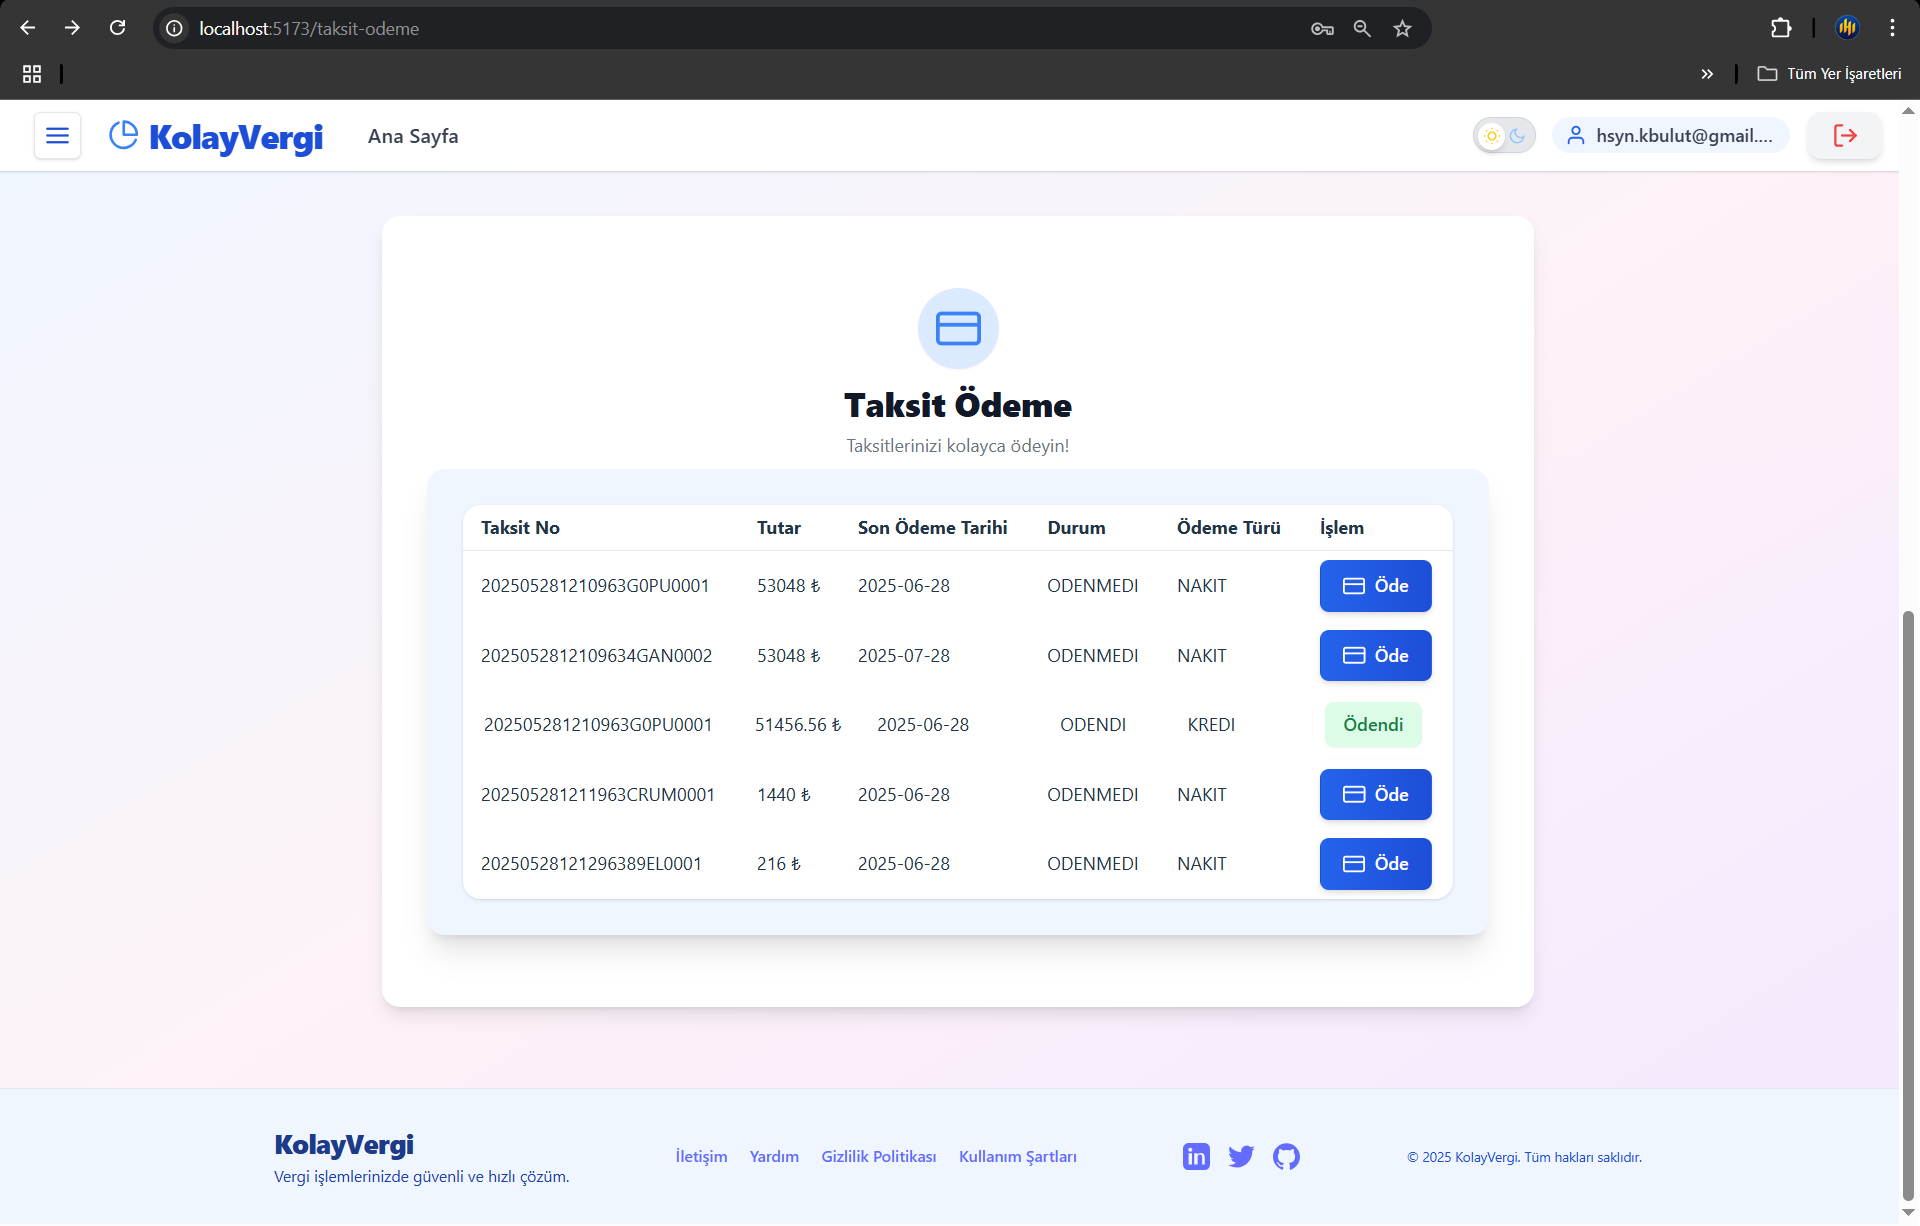 localhost:5173/taksit-odeme
Tüm Yer İşaretleri
KolayVergi
Ana Sayfa
hsyn.kbulut@gmail....
Taksit Ödeme
Taksitlerinizi kolayca ödeyin!
Taksit No Tutar Son Ödeme Tarihi Durum Ödeme Türü İşlem
202505281210963G0PU0001 53048 ₺ 2025-06-28 ODENMEDI NAKIT Öde
2025052812109634GAN0002 53048 ₺ 2025-07-28 ODENMEDI NAKIT Öde
202505281210963G0PU0001 51456.56 ₺ 2025-06-28 ODENDI KREDI Ödendi
202505281211963CRUM0001 1440 ₺ 2025-06-28 ODENMEDI NAKIT Öde
20250528121296389EL0001 216 ₺ 2025-06-28 ODENMEDI NAKIT Öde
KolayVergi
Vergi işlemlerinizde güvenli ve hızlı çözüm.
İletişim Yardım Gizlilik Politikası Kullanım Şartları
© 2025 KolayVergi. Tüm hakları saklıdır.